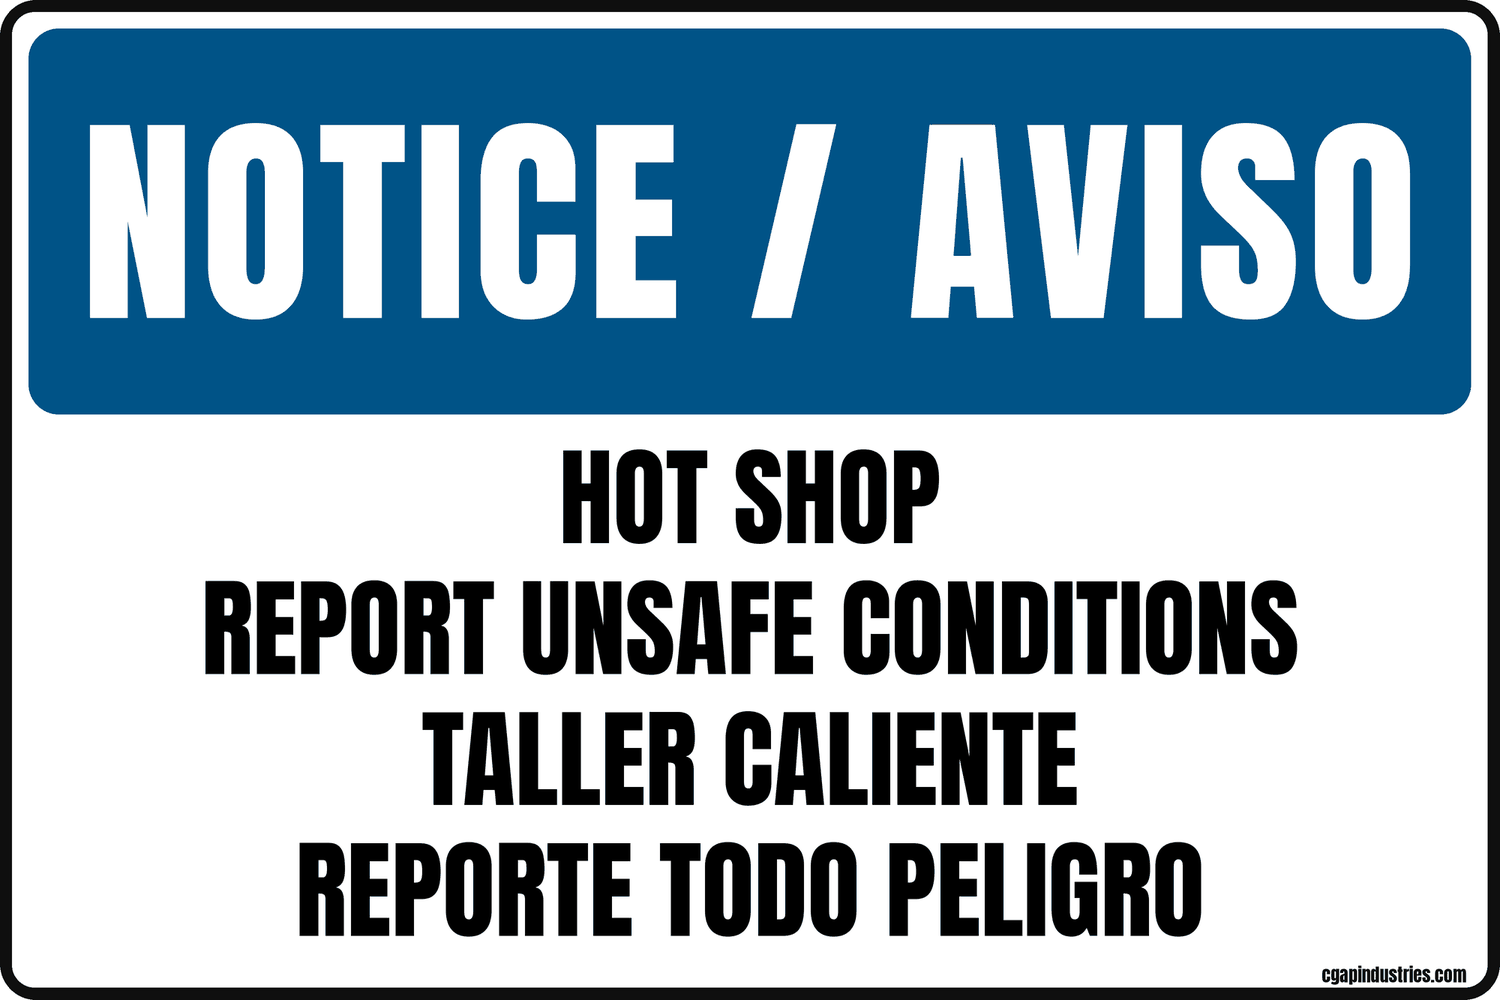 NOTICE / AVISO
HOT SHOP
REPORT UNSAFE CONDITIONS
TALLER CALIENTE
REPORTE TODO PELIGRO
cgapindustries.com